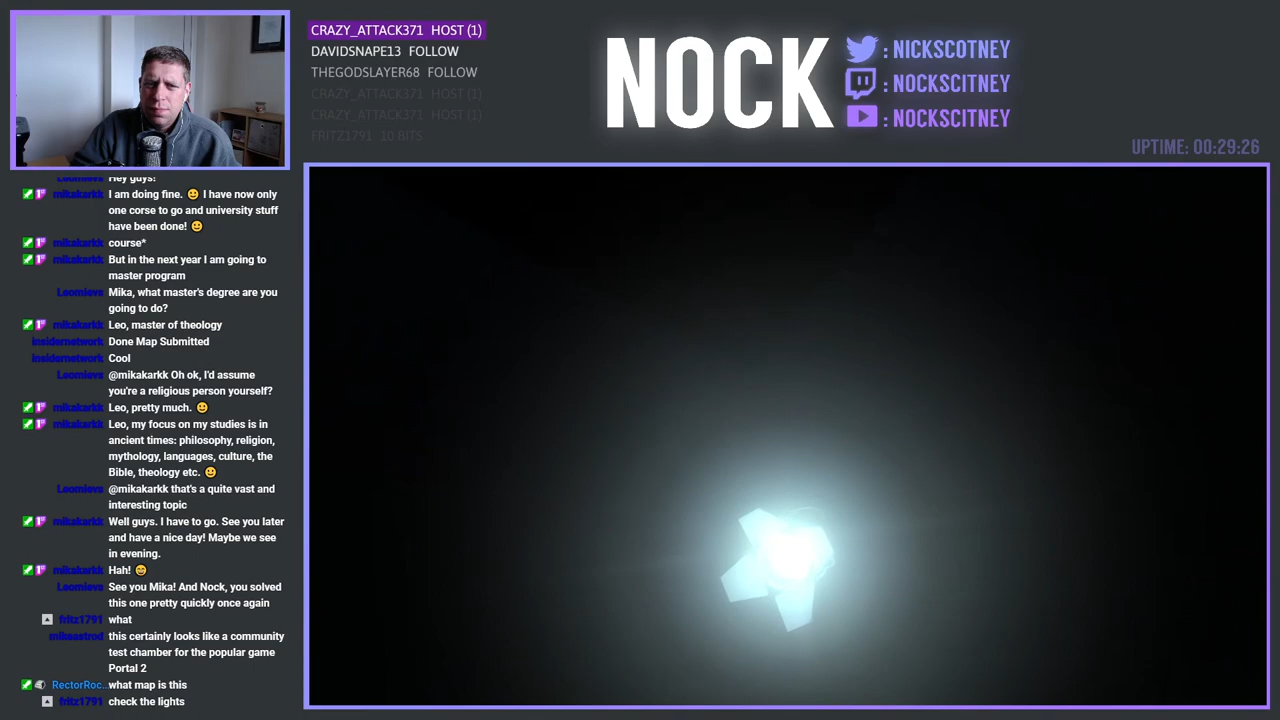 CRAZY_ATTACK371 HOST (1)
DAVIDSNAPE13 FOLLOW
THEGODSLAYER68 FOLLOW
CRAZY_ATTACK371 HOST (1)
CRAZY_ATTACK371 HOST (1)
FRITZ1791 10 BITS
NOCK
: NICKSCOTNEY
: NOCKSCITNEY
: NOCKSCITNEY
UPTIME: 00:29:26
Hey guys!
mikakarkk I am doing fine. 😀 I have now only
one corse to go and university stuff
have been done! 😀
mikakarkk course*
mikakarkk But in the next year I am going to
master program
Leomievs Mika, what master's degree are you
going to do?
mikakarkk Leo, master of theology
insidernetwork Done Map Submitted
insidernetwork Cool
Leomievs @mikakarkk Oh ok, I'd assume
you're a religious person yourself?
mikakarkk Leo, pretty much. 😀
mikakarkk Leo, my focus on my studies is in
ancient times: philosophy, religion,
mythology, languages, culture, the
Bible, theology etc. 😀
Leomievs @mikakarkk that's a quite vast and
interesting topic
mikakarkk Well guys. I have to go. See you later
and have a nice day! Maybe we see
in evening.
mikakarkk Hah! 😄
Leomievs See you Mika! And Nock, you solved
this one pretty quickly once again
fritz1791 what
this certainly looks like a community
test chamber for the popular game
Portal 2
RectorRoc... what map is this
fritz1791 check the lights